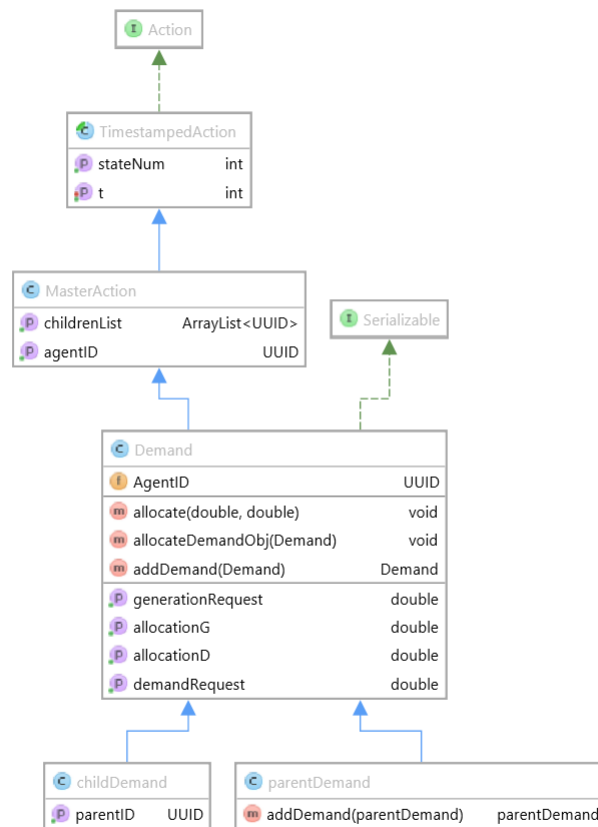 I Action
C TimestampedAction
P stateNum int
P t int
C MasterAction
P childrenList ArrayList<UUID>
P agentID UUID
I Serializable
C Demand
f AgentID UUID
m allocate(double, double) void
m allocateDemandObj(Demand) void
m addDemand(Demand) Demand
P generationRequest double
P allocationG double
P allocationD double
P demandRequest double
C childDemand
P parentID UUID
C parentDemand
m addDemand(parentDemand) parentDemand